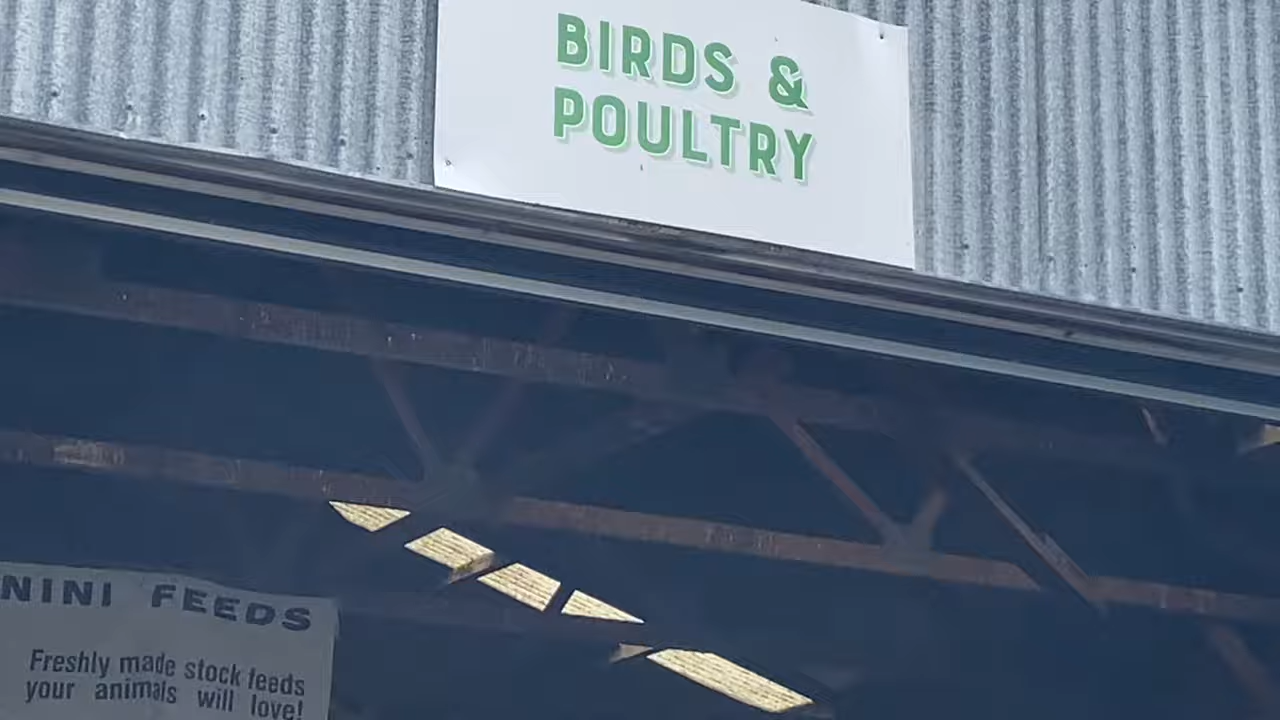 BIRDS &
POULTRY
NINI FEEDS
Freshly made stock feeds
your animals will love!